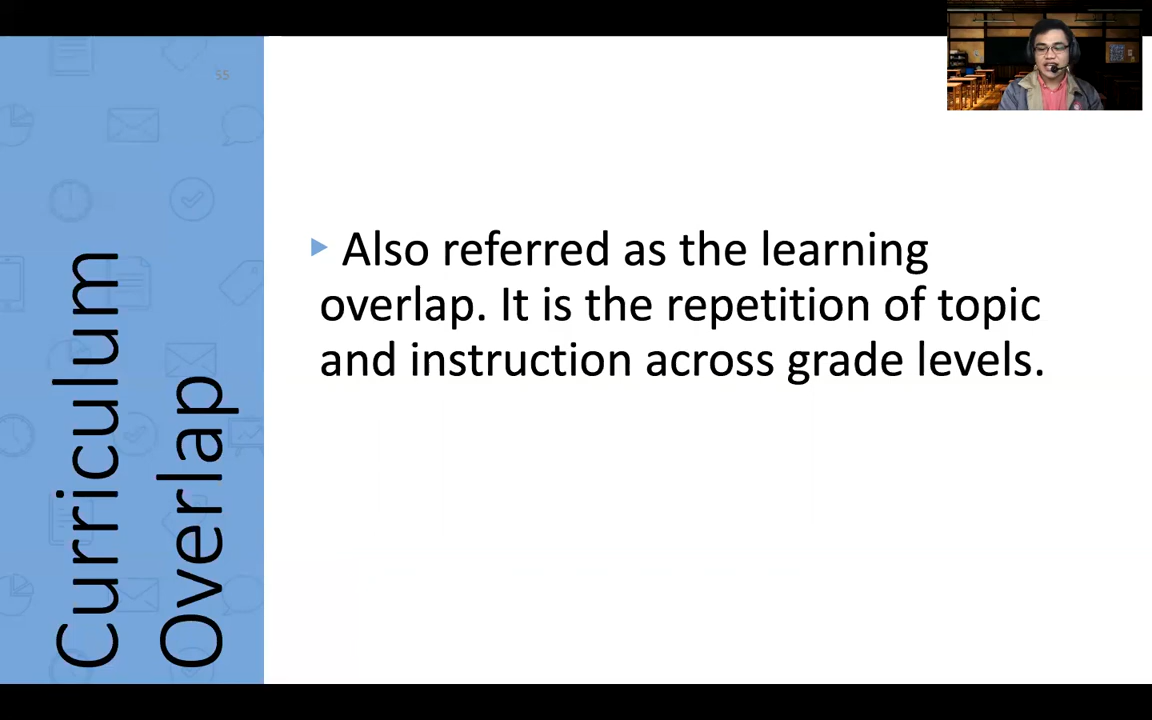 55
Curriculum
Overlap
Also referred as the learning
overlap. It is the repetition of topic
and instruction across grade levels.